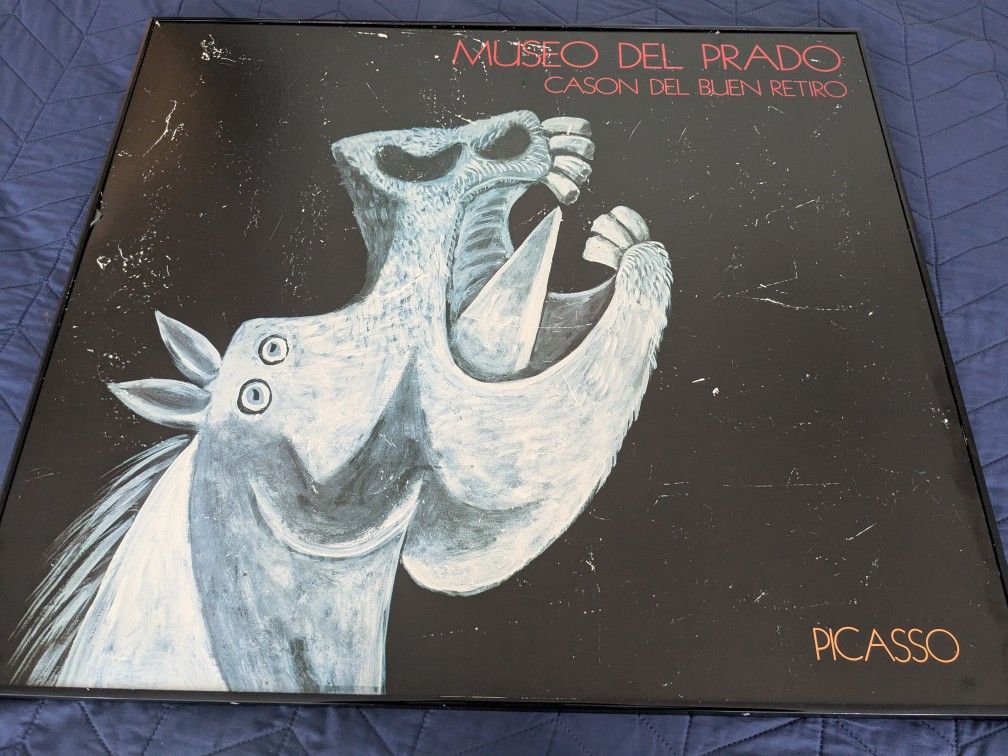 MUSEO DEL PRADO
CASON DEL BUEN RETIRO
PICASSO